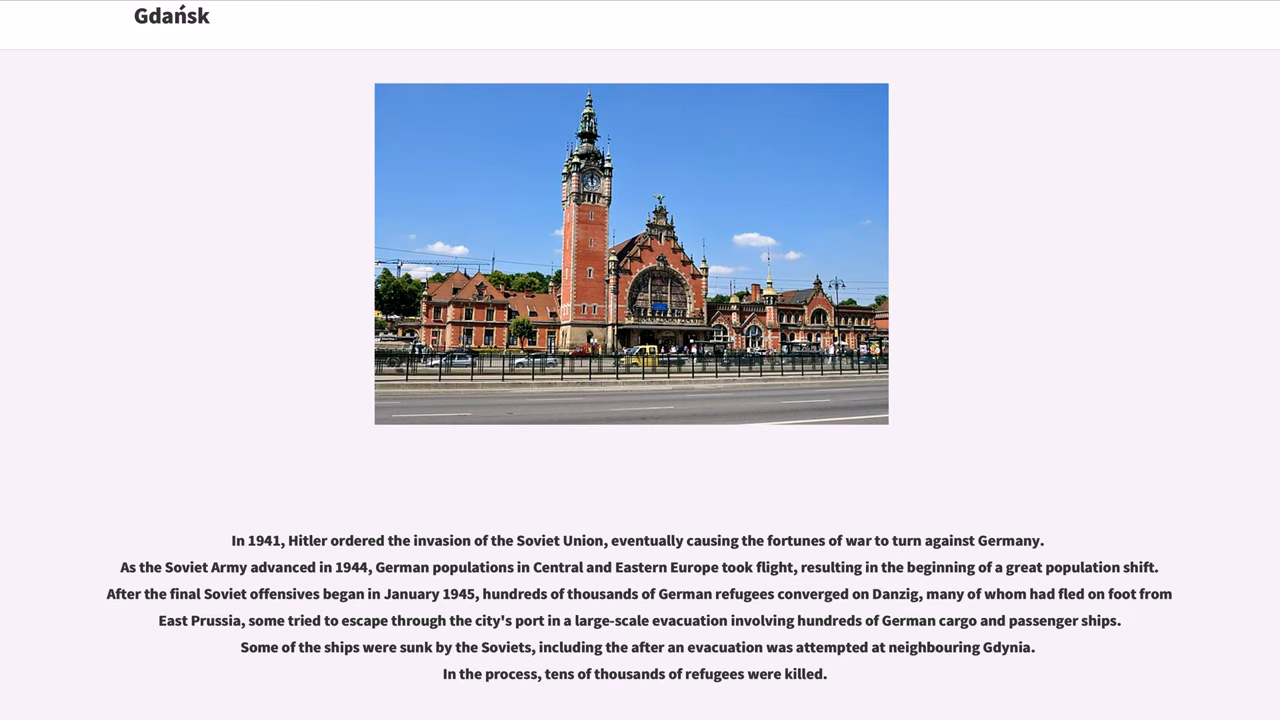 Gdańsk
In 1941, Hitler ordered the invasion of the Soviet Union, eventually causing the fortunes of war to turn against Germany.
As the Soviet Army advanced in 1944, German populations in Central and Eastern Europe took flight, resulting in the beginning of a great population shift.
After the final Soviet offensives began in January 1945, hundreds of thousands of German refugees converged on Danzig, many of whom had fled on foot from
East Prussia, some tried to escape through the city's port in a large-scale evacuation involving hundreds of German cargo and passenger ships.
Some of the ships were sunk by the Soviets, including the after an evacuation was attempted at neighbouring Gdynia.
In the process, tens of thousands of refugees were killed.